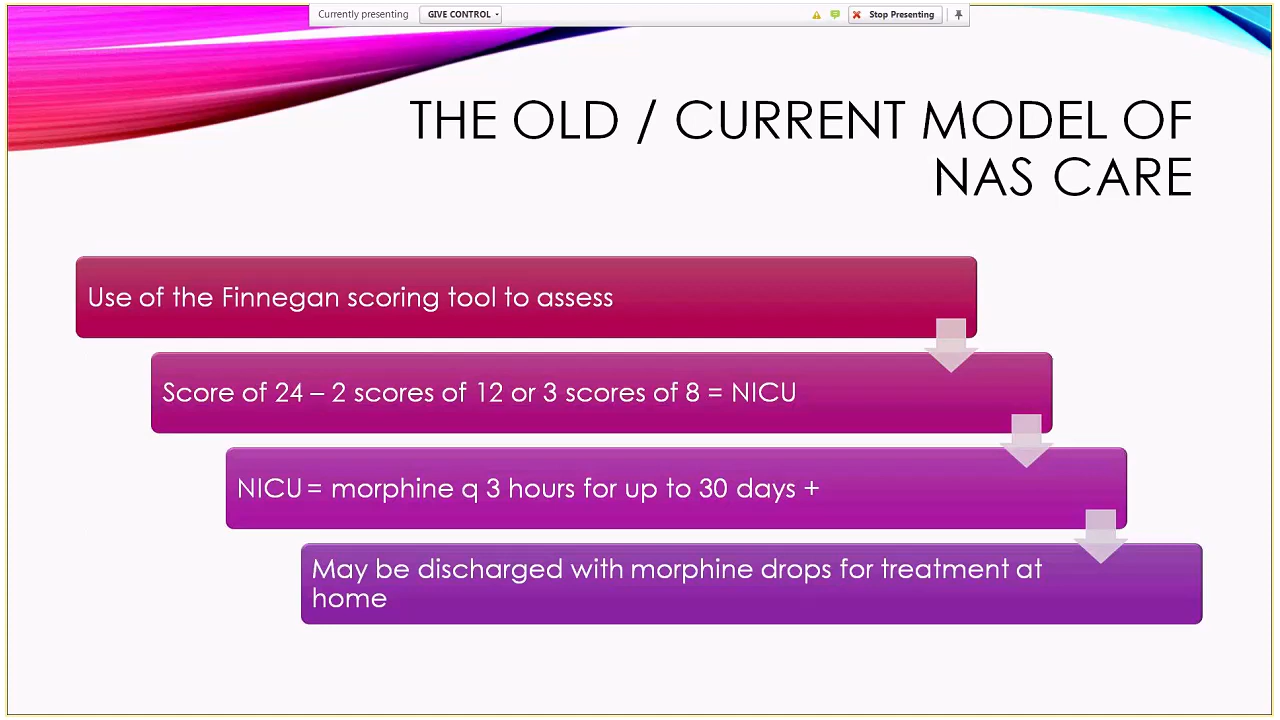 Currently presenting GIVE CONTROL Stop Presenting
THE OLD / CURRENT MODEL OF
NAS CARE
Use of the Finnegan scoring tool to assess
Score of 24 – 2 scores of 12 or 3 scores of 8 = NICU
NICU = morphine q 3 hours for up to 30 days +
May be discharged with morphine drops for treatment at
home